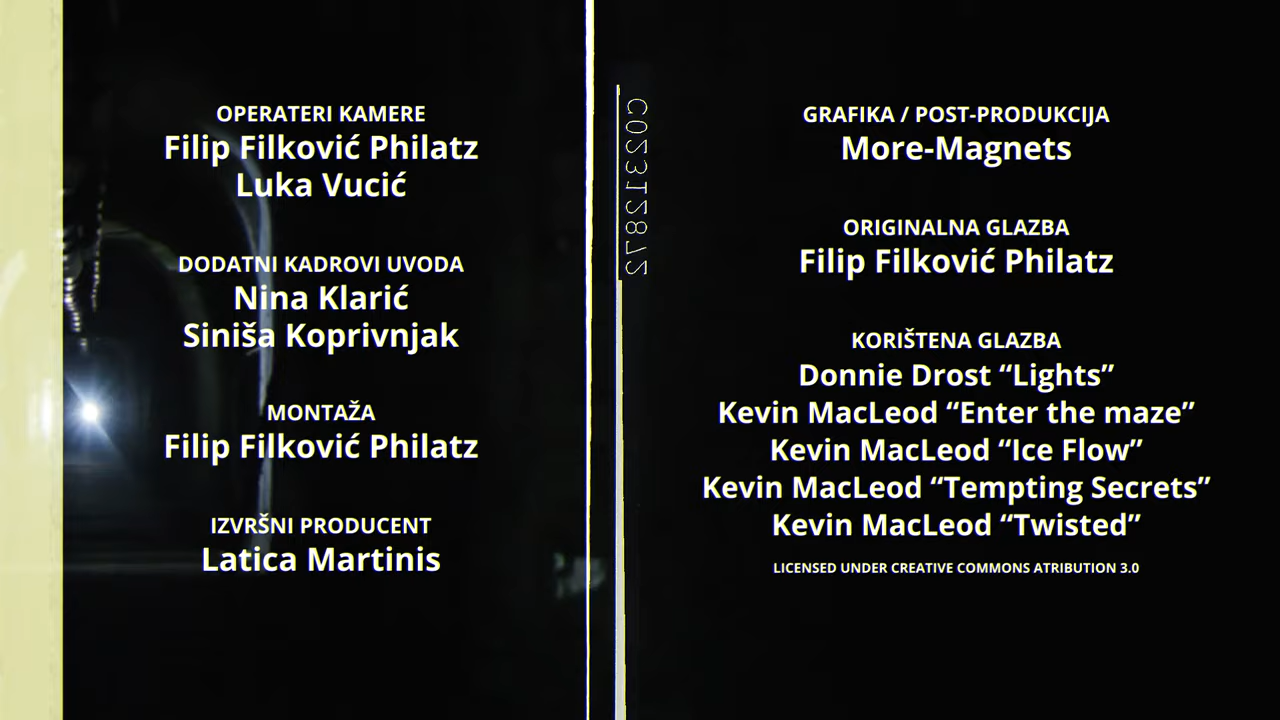 OPERATERI KAMERE
Filip Filković Philatz
Luka Vucić
DODATNI KADROVI UVODA
Nina Klarić
Siniša Koprivnjak
MONTAŽA
Filip Filković Philatz
IZVRŠNI PRODUCENT
Latica Martinis
C02312872
GRAFIKA / POST-PRODUKCIJA
More-Magnets
ORIGINALNA GLAZBA
Filip Filković Philatz
KORIŠTENA GLAZBA
Donnie Drost “Lights”
Kevin MacLeod “Enter the maze”
Kevin MacLeod “Ice Flow”
Kevin MacLeod “Tempting Secrets”
Kevin MacLeod “Twisted”
LICENSED UNDER CREATIVE COMMONS ATRIBUTION 3.0